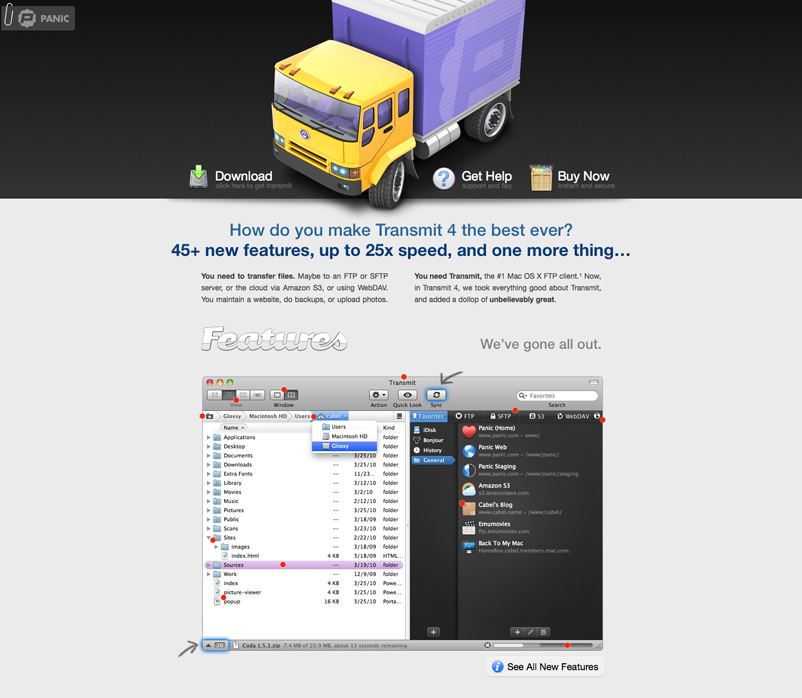 PANIC
Download
click here to get transmit
Get Help
support and faq
Buy Now
instant and secure
How do you make Transmit 4 the best ever?
45+ new features, up to 25x speed, and one more thing…
You need to transfer files. Maybe to an FTP or SFTP
server, or the cloud via Amazon S3, or using WebDAV.
You maintain a website, do backups, or upload photos.
You need Transmit, the #1 Mac OS X FTP client.¹ Now,
in Transmit 4, we took everything good about Transmit,
and added a dollop of unbelievably great.
Features
We've gone all out.
Transmit
View
Window
Action
Quick Look
Sync
Favorites
Search
Glossy
Macintosh HD
Users
Cabel
Users
Macintosh HD
Glossy
Name
Kind
Applications -- folder
Desktop -- folder
Documents -- 3/25/10 folder
Downloads -- 3/25/10 folder
Extra Fonts -- 11/23... folder
Library -- 3/12/10 folder
Movies -- 3/2/10 folder
Music -- 2/12/10 folder
Pictures -- 3/25/10 folder
Public -- 3/18/09 folder
Scans -- 3/23/10 folder
Sites -- 2/22/10 folder
images -- 3/18/09 folder
index.html 4 KB 3/18/09 HTML...
Sources -- 3/19/10 folder
Work -- 12/9/09 folder
index 4 KB 3/25/10 Powe...
picture-viewer 4 KB 3/25/10 Powe...
popup 16 KB 3/25/10 Porta...
Favorites
iDisk
Bonjour
History
General
FTP
SFTP
S3
WebDAV
Panic (Home)
www.panic.com - www/
Panic Web
www.panic.com - /www/panic/
Panic Staging
www.panic.com - /www/panic/staging
Amazon S3
s3.amazonaws.com
Cabel's Blog
www.cabel.name - /www/cabel/
Emumovies
ftp.emumovies.com
Back To My Mac
HomeBox.cabel.members.mac.com.
20
Coda 1.5.1.zip 7.4 MB of 20.9 MB, about 13 seconds remaining
See All New Features